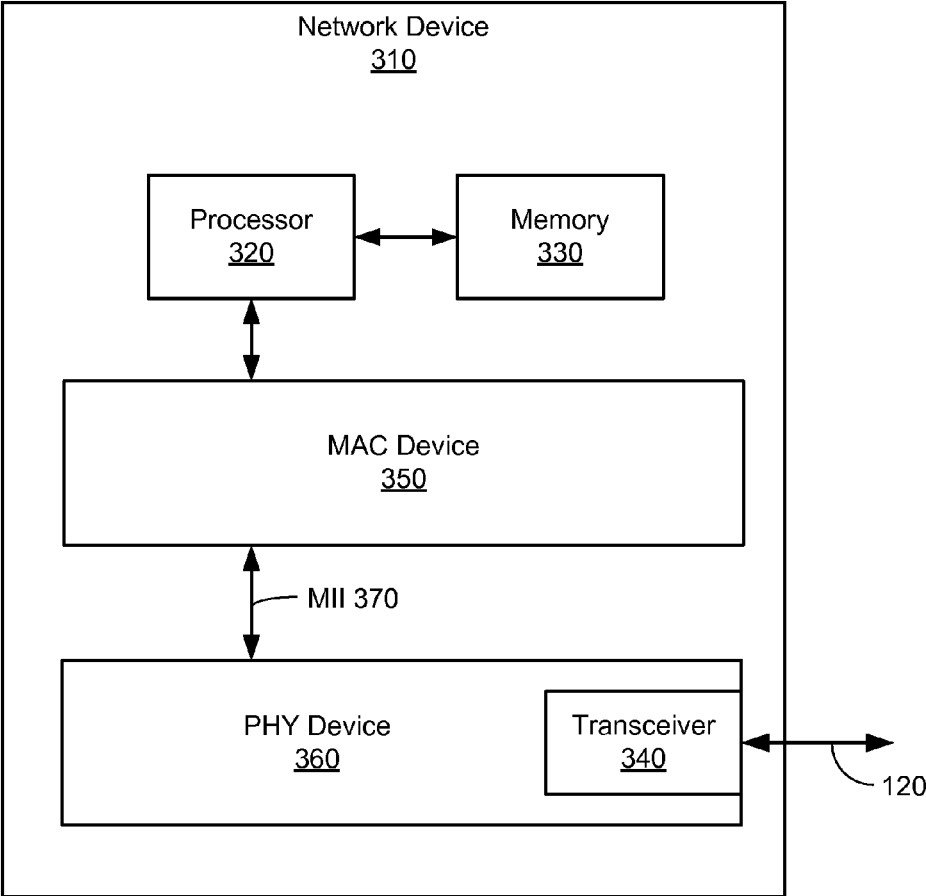 Network Device
310
Processor
320
Memory
330
MAC Device
350
MII 370
PHY Device
360
Transceiver
340
120